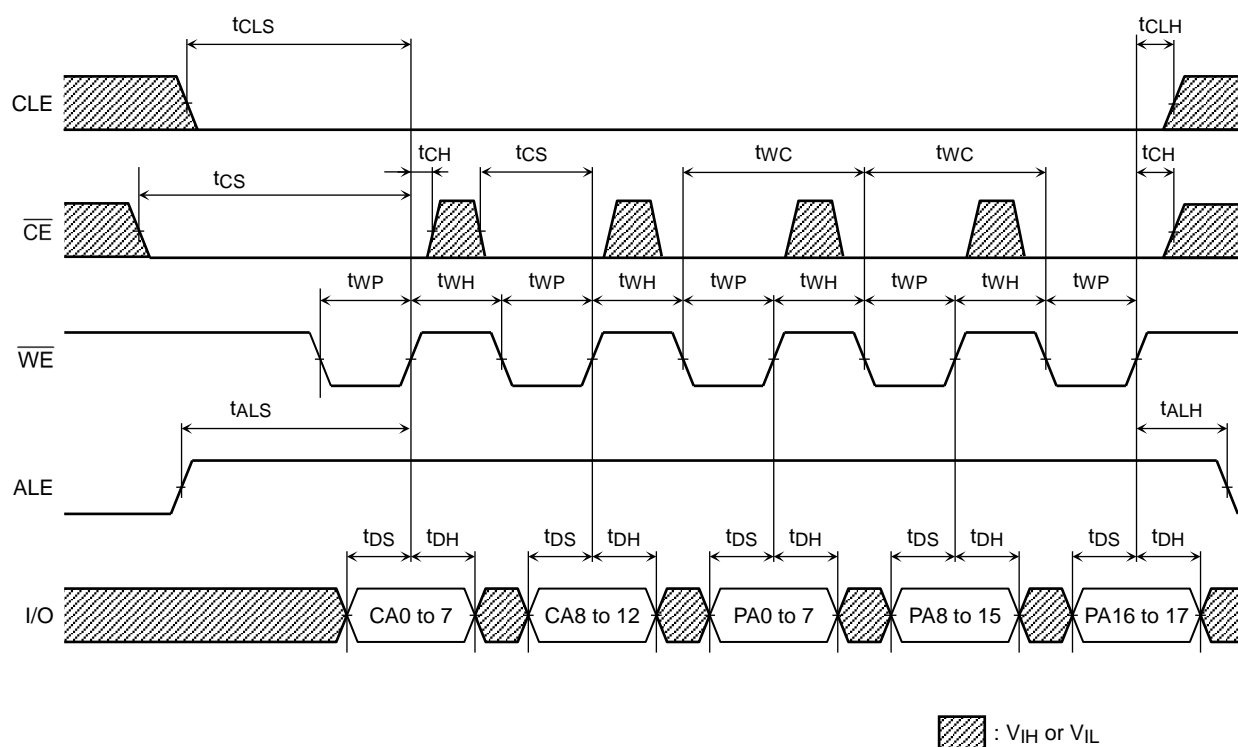 tCLS tCLH
CLE
tCH tCS tWC tWC tCH
tCS
CE
tWP tWH tWP tWH tWP tWH tWP tWH tWP
WE
tALS tALH
ALE
tDS tDH tDS tDH tDS tDH tDS tDH tDS tDH
I/O CA0 to 7 CA8 to 12 PA0 to 7 PA8 to 15 PA16 to 17
: VIH or VIL